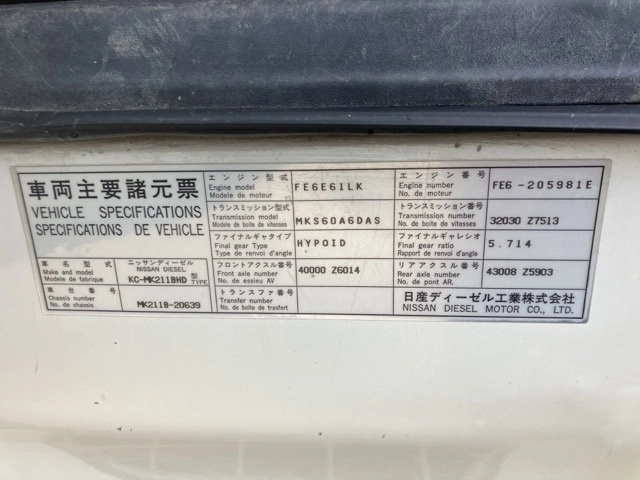 車両主要諸元票
VEHICLE SPECIFICATIONS
SPECIFICATIONS DE VEHICLE
車名型式
Make and model
Modele de fabrique
ニッサンディーゼル
NISSAN DIESEL
KC-MK211BHD 型 TYPE
車台番号
Chassis number
No. de chassis
MK211B-20639
エンジン型式
Engine model
Modele de moteur
FE6E61LK
トランスミッション型式
Transmission model
Modele de boite de vitesses
MKS60A6DAS
ファイナルギヤタイプ
Final gear Type
Type de renvoi d'angle
HYPOID
フロントアクスル番号
Front axle number
No. de essieu AV
40000 Z6014
トランスファ番号
Transfer number
No. de boite de trasfert
エンジン番号
Engine number
No. de moteur
FE6-205981E
トランスミッション番号
Transmission number
No. de boite de vitesses
32030 Z7513
ファイナルギャレシオ
Final gear ratio
Rapport de renvoi d'angle
5.714
リアアクスル番号
Rear axle number
No. de pont AR.
43008 Z5903
日産ディーゼル工業株式会社
NISSAN DIESEL MOTOR CO., LTD.